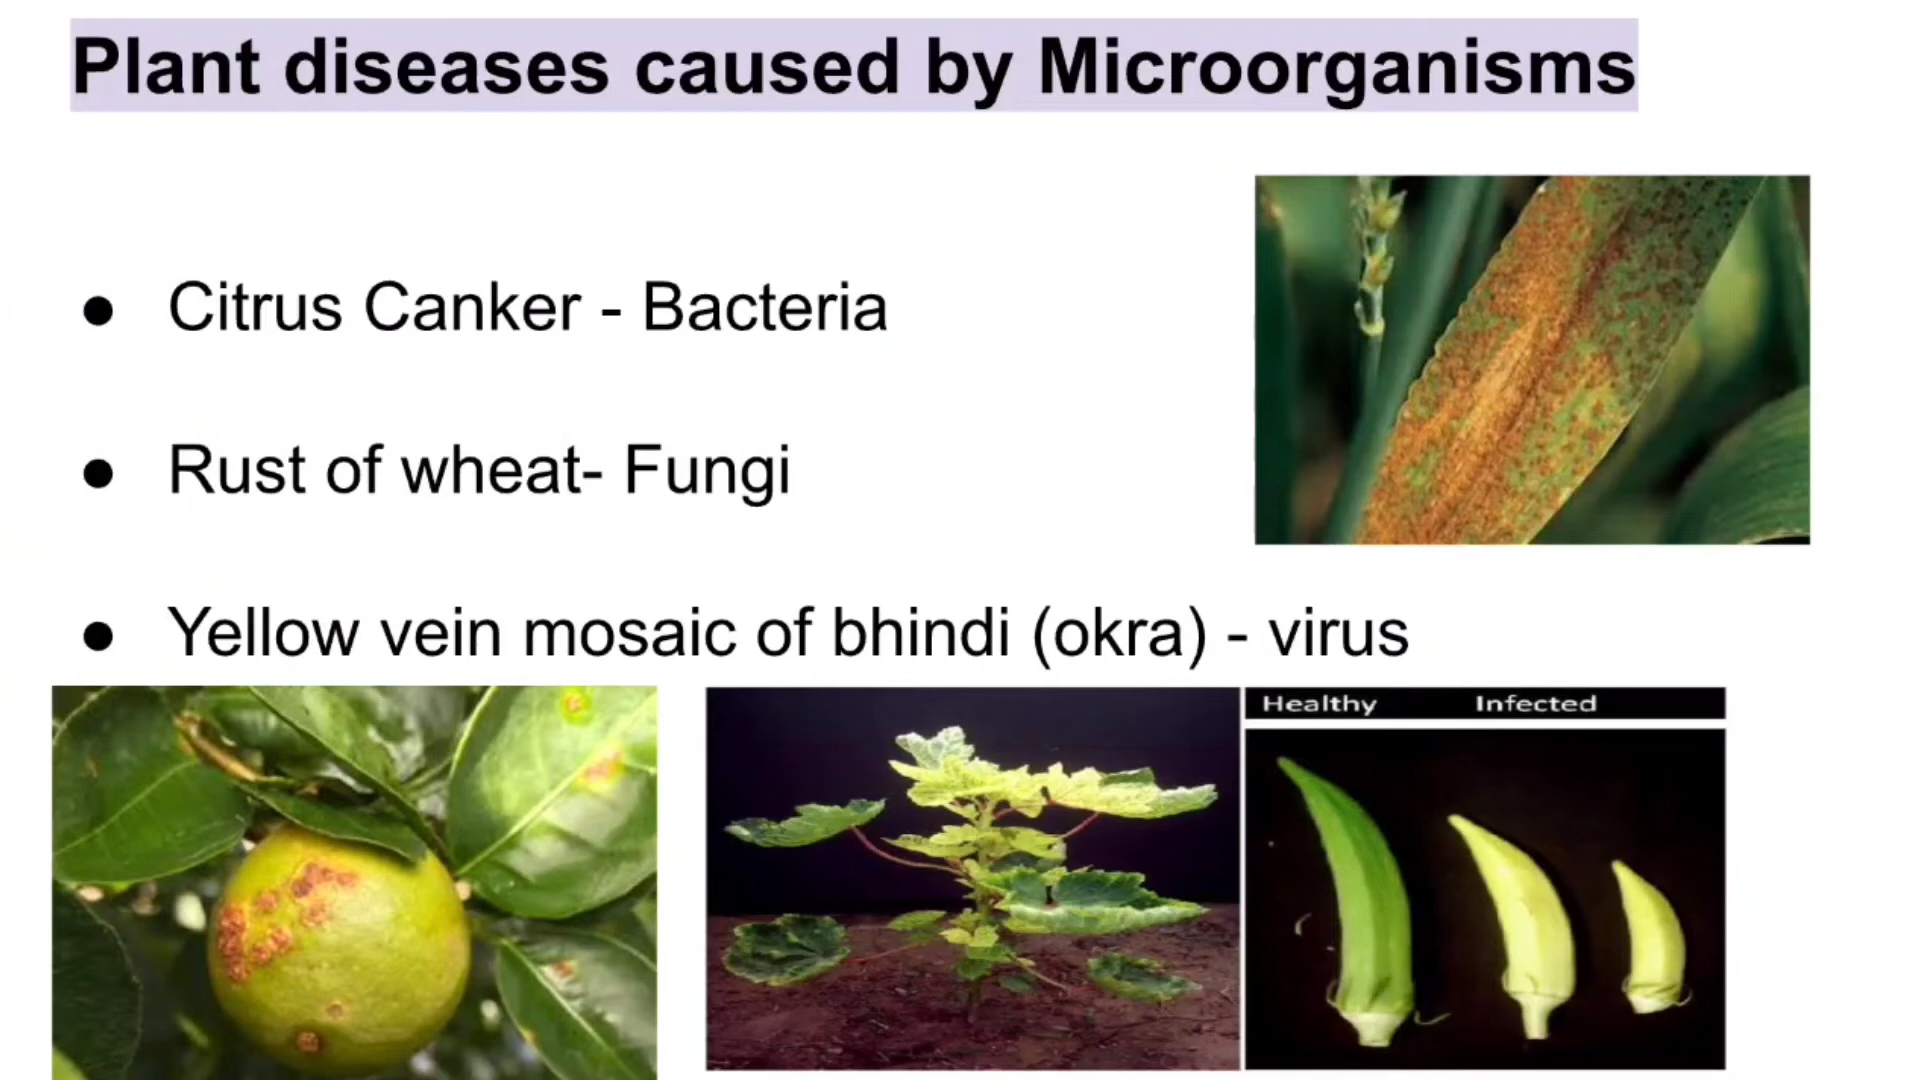 Plant diseases caused by Microorganisms
● Citrus Canker - Bacteria
● Rust of wheat- Fungi
● Yellow vein mosaic of bhindi (okra) - virus
Healthy Infected